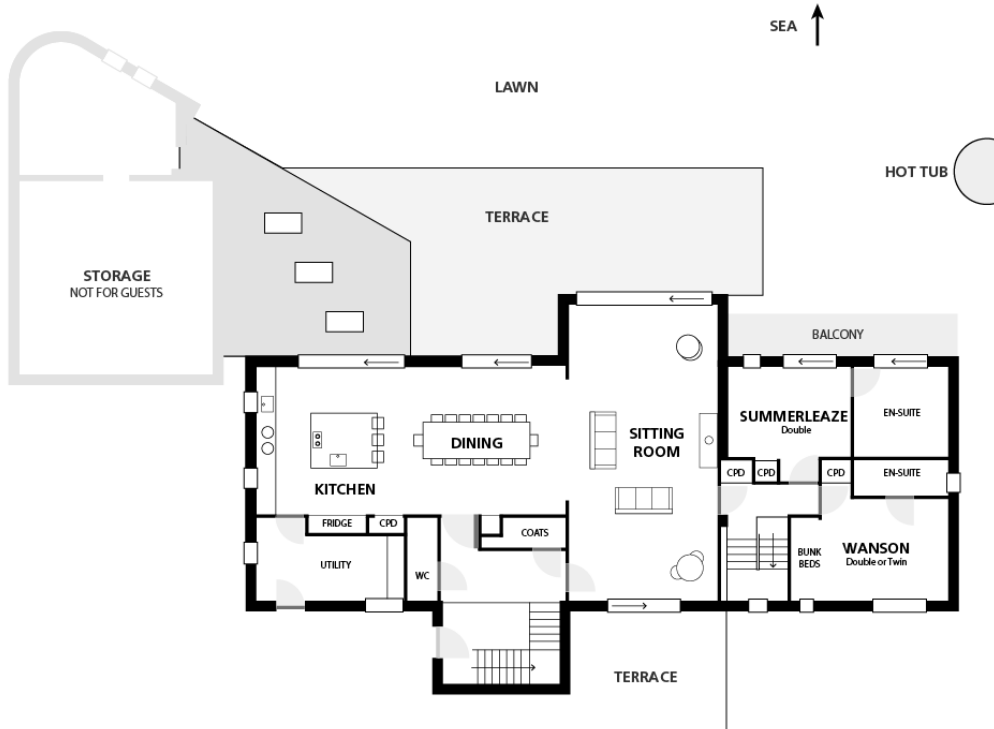 SEA
LAWN
HOT TUB
TERRACE
STORAGE
NOT FOR GUESTS
BALCONY
SUMMERLEAZE
Double
EN-SUITE
DINING
SITTING
ROOM
KITCHEN
CPD
CPD
CPD
EN-SUITE
FRIDGE
CPD
COATS
UTILITY
WC
BUNK
BEDS
WANSON
Double or Twin
TERRACE